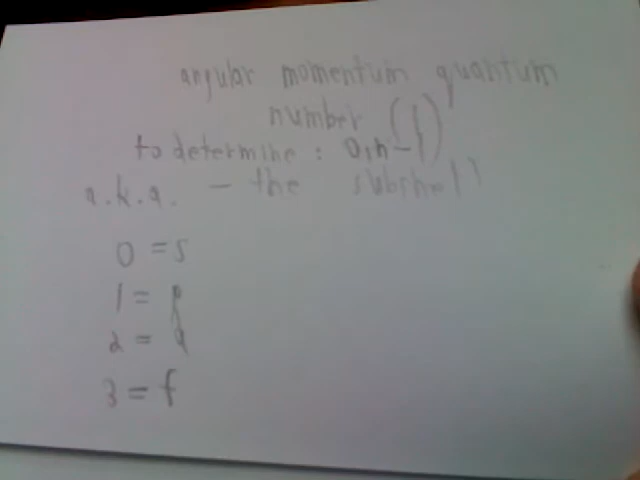 angular momentum quantum
number (l)
to determine: 0,n-1
a.k.a. - the subshell
0 = s
1 = p
2 = d
3 = f